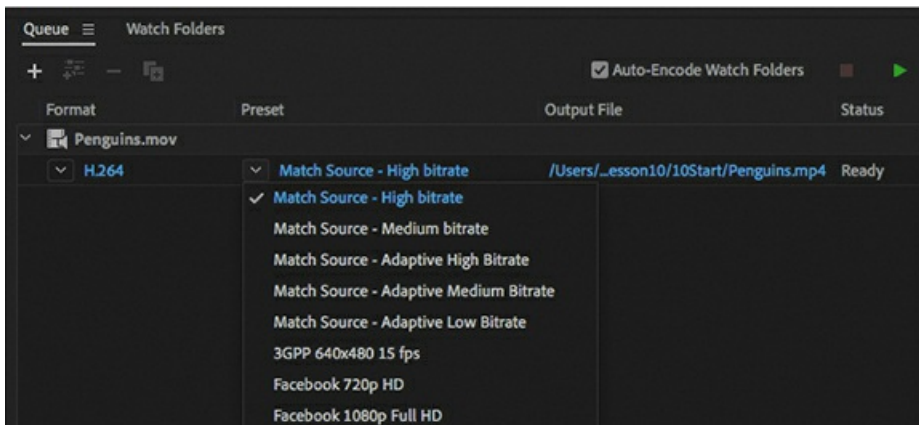 Queue Watch Folders
Auto-Encode Watch Folders
Format Preset Output File Status
Penguins.mov
H.264 Match Source - High bitrate /Users/_esson10/10Start/Penguins.mp4 Ready
Match Source - High bitrate
Match Source - Medium bitrate
Match Source - Adaptive High Bitrate
Match Source - Adaptive Medium Bitrate
Match Source - Adaptive Low Bitrate
3GPP 640x480 15 fps
Facebook 720p HD
Facebook 1080p Full HD